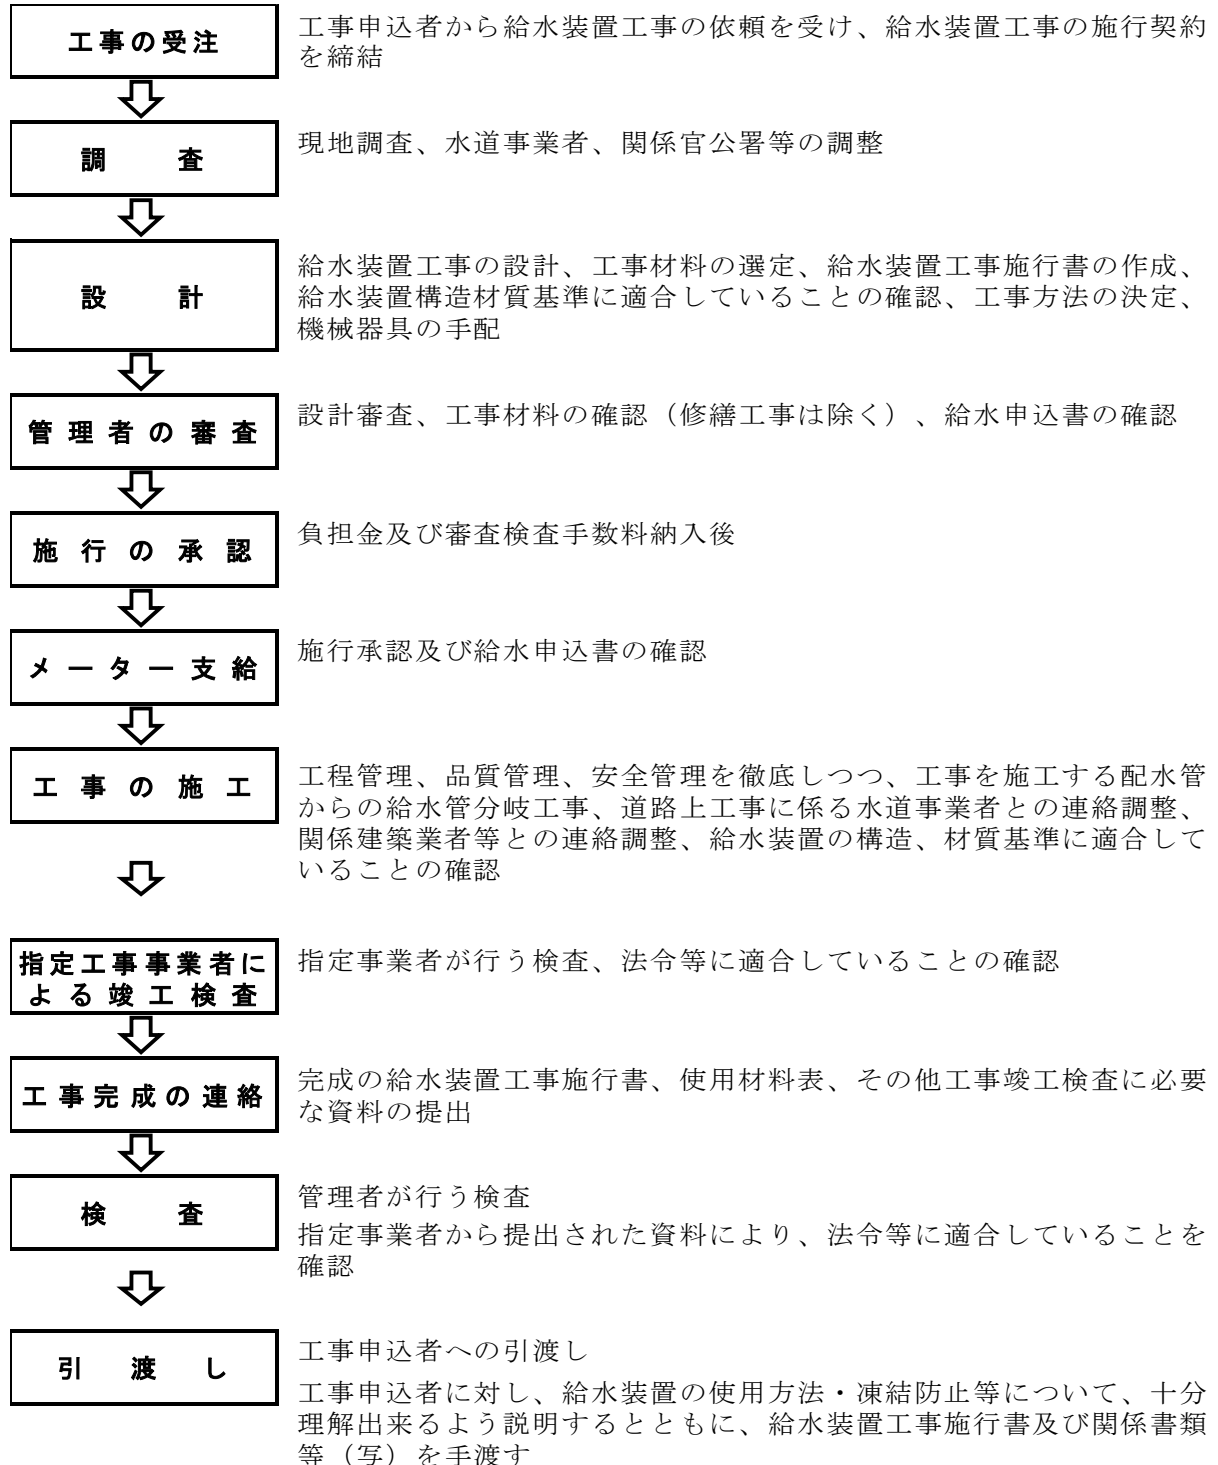 工事の受注
工事申込者から給水装置工事の依頼を受け、給水装置工事の施行契約
を締結
調査
現地調査、水道事業者、関係官公署等の調整
設計
給水装置工事の設計、工事材料の選定、給水装置工事施行書の作成、
給水装置構造材質基準に適合していることの確認、工事方法の決定、
機械器具の手配
管理者の審査
設計審査、工事材料の確認（修繕工事は除く）、給水申込書の確認
施行の承認
負担金及び審査検査手数料納入後
メーター支給
施行承認及び給水申込書の確認
工事の施工
工程管理、品質管理、安全管理を徹底しつつ、工事を施工する配水管
からの給水管分岐工事、道路上工事に係る水道事業者との連絡調整、
関係建築業者等との連絡調整、給水装置の構造、材質基準に適合して
いることの確認
指定工事事業者に
よる竣工検査
指定事業者が行う検査、法令等に適合していることの確認
工事完成の連絡
完成の給水装置工事施行書、使用材料表、その他工事竣工検査に必要
な資料の提出
検査
管理者が行う検査
指定事業者から提出された資料により、法令等に適合していることを
確認
引渡し
工事申込者への引渡し
工事申込者に対し、給水装置の使用方法・凍結防止等について、十分
理解出来るよう説明するとともに、給水装置工事施行書及び関係書類
等（写）を手渡す